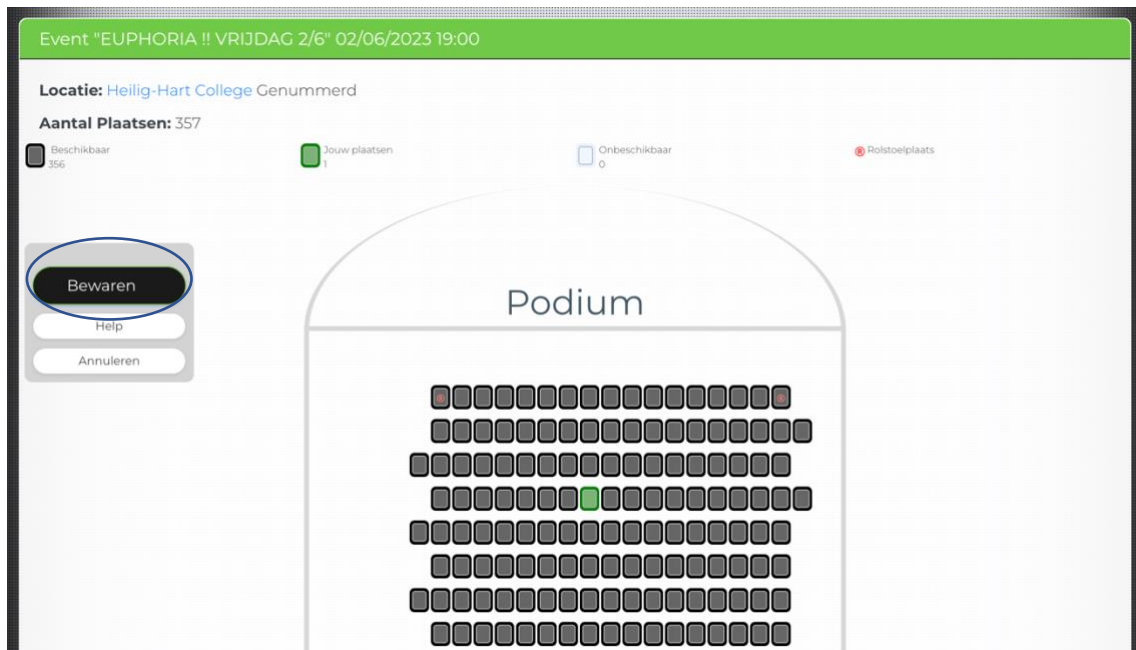 Event "EUPHORIA !! VRIJDAG 2/6" 02/06/2023 19:00
Locatie: Heilig-Hart College Genummerd
Aantal Plaatsen: 357
Beschikbaar
356
Jouw plaatsen
1
Onbeschikbaar
0
® Rolstoelplaats
Bewaren
Help
Annuleren
Podium
® ®